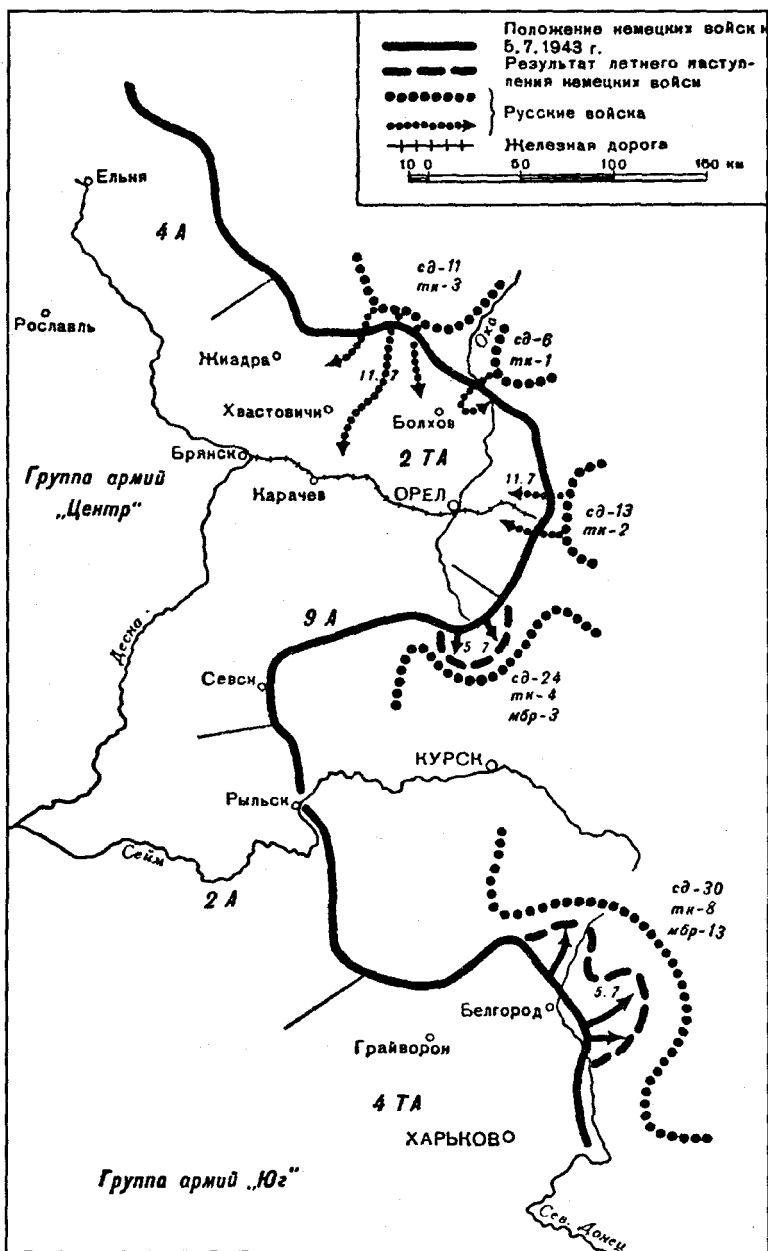 Положение немецких войск к
5.7.1943 г.
Результат летнего наступ-
ления немецких войск
Русские войска
Железная дорога
10 0 50 100 150 км
Ельня
4 А
сд-11
тк-3
Рославль
Ока
сд-6
тк-1
Жиздра
11.7
Хвастовичи
Болхов
Брянск
2 ТА
Группа армий
„Центр"
Карачев
ОРЕЛ
11.7
сд-13
тк-2
9 А
Десна
5 7
Севск
сд-24
тк-4
мбр-3
КУРСК
Рыльск
Сейм
2 А
сд-30
тк-8
мбр-13
5.7
Белгород
Грайворон
4 ТА
ХАРЬКОВ
Группа армий „Юг"
Сев. Донец